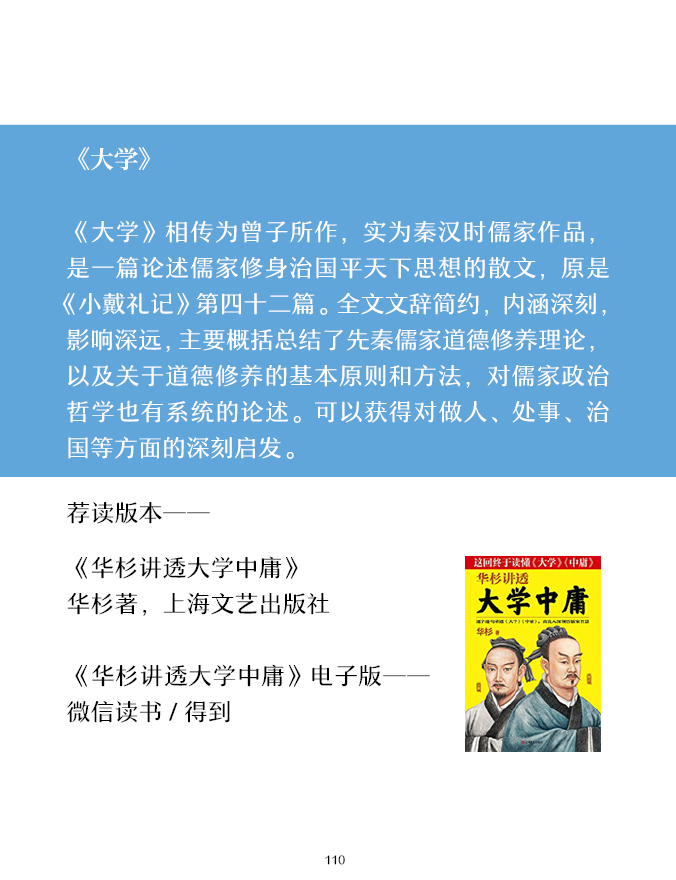 《大学》
《大学》相传为曾子所作，实为秦汉时儒家作品，
是一篇论述儒家修身治国平天下思想的散文，原是
《小戴礼记》第四十二篇。全文文辞简约，内涵深刻，
影响深远，主要概括总结了先秦儒家道德修养理论，
以及关于道德修养的基本原则和方法，对儒家政治
哲学也有系统的论述。可以获得对做人、处事、治
国等方面的深刻启发。
荐读版本——
《华杉讲透大学中庸》
华杉著，上海文艺出版社
《华杉讲透大学中庸》电子版——
微信读书 / 得到
这回终于读懂《大学》《中庸》
华杉讲透
大学中庸
华杉 著
110